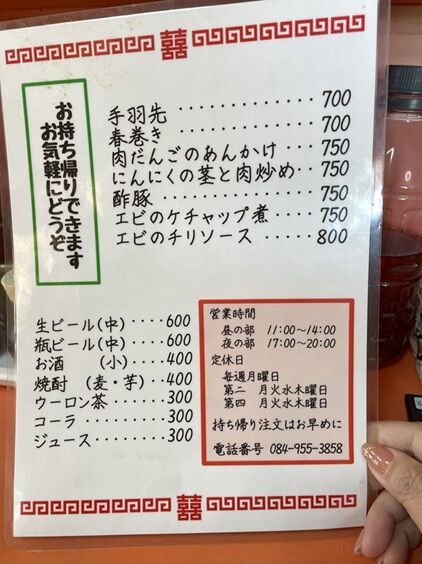 囍
お持ち帰りできます
お気軽にどうぞ
手羽先 ・・・・・・・・・・・・・ 700
春巻き ・・・・・・・・・・・・・ 700
肉だんごのあんかけ ・・・・ 750
にんにくの茎と肉炒め・・ 750
酢豚 ・・・・・・・・・・・・・・・ 750
エビのケチャップ煮 ・・・・ 750
エビのチリソース ・・・・・ 800
生ビール(中) ・・・・ 600
瓶ビール(中) ・・・・ 600
お酒 (小) ・・・・ 400
焼酎 (麦・芋) ・・ 400
ウーロン茶 ・・・・・ 300
コーラ ・・・・・・・・ 300
ジュース ・・・・・・・ 300
営業時間
昼の部 11:00〜14:00
夜の部 17:00〜20:00
定休日
毎週月曜日
第二 月火水木曜日
第四 月火水木曜日
持ち帰り注文はお早めに
電話番号 084-955-3858
囍